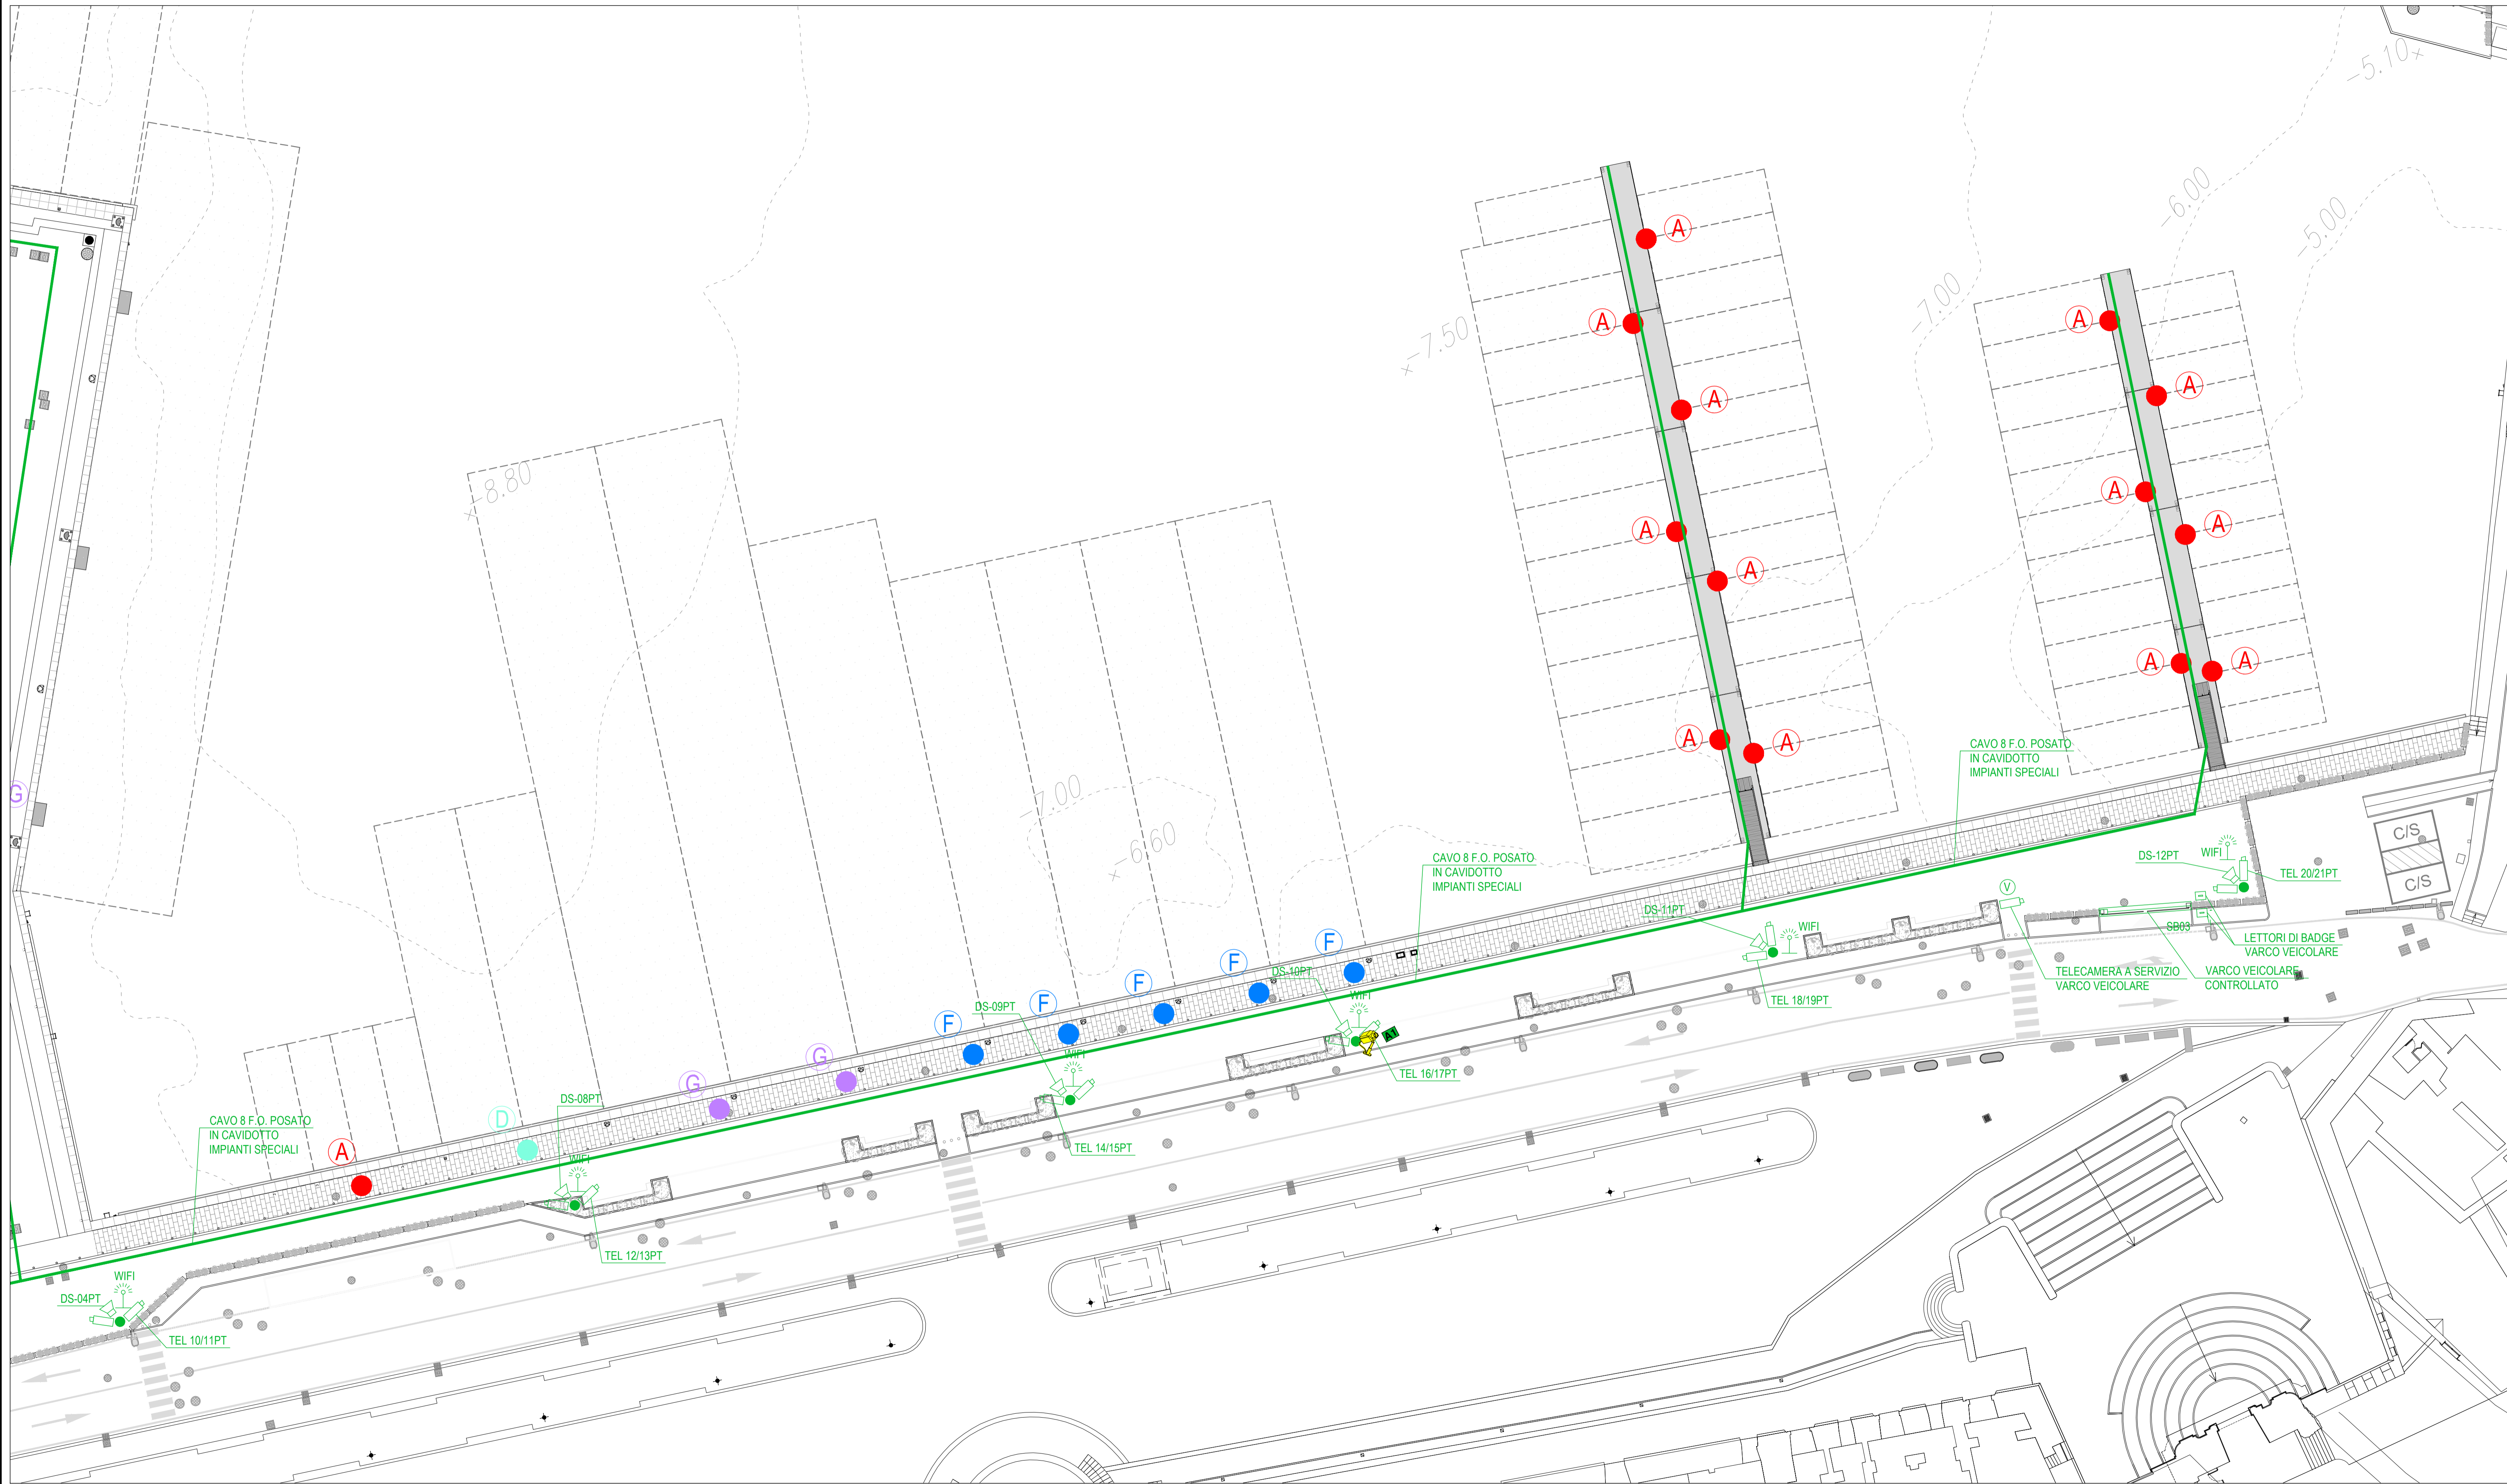 -5.10
-6.00
-5.00
-7.00
-7.50
-8.80
-7.00
-6.60
A
A
A
A
A
A
A
A
A
A
A
A
A
A
G
CAVO 8 F.O. POSATO
IN CAVIDOTTO
IMPIANTI SPECIALI
CAVO 8 F.O. POSATO
IN CAVIDOTTO
IMPIANTI SPECIALI
CAVO 8 F.O. POSATO
IN CAVIDOTTO
IMPIANTI SPECIALI
C/S
C/S
DS-12PT
WIFI
TEL 20/21PT
V
SB03
LETTORI DI BADGE
VARCO VEICOLARE
TELECAMERA A SERVIZIO
VARCO VEICOLARE
VARCO VEICOLARE
CONTROLLATO
DS-11PT
WIFI
TEL 18/19PT
F
F
F
F
F
DS-10PT
WIFI
A1
TEL 16/17PT
DS-09PT
WIFI
TEL 14/15PT
G
G
D
A
DS-08PT
WIFI
TEL 12/13PT
WIFI
DS-04PT
TEL 10/11PT
S
S
S
S
S